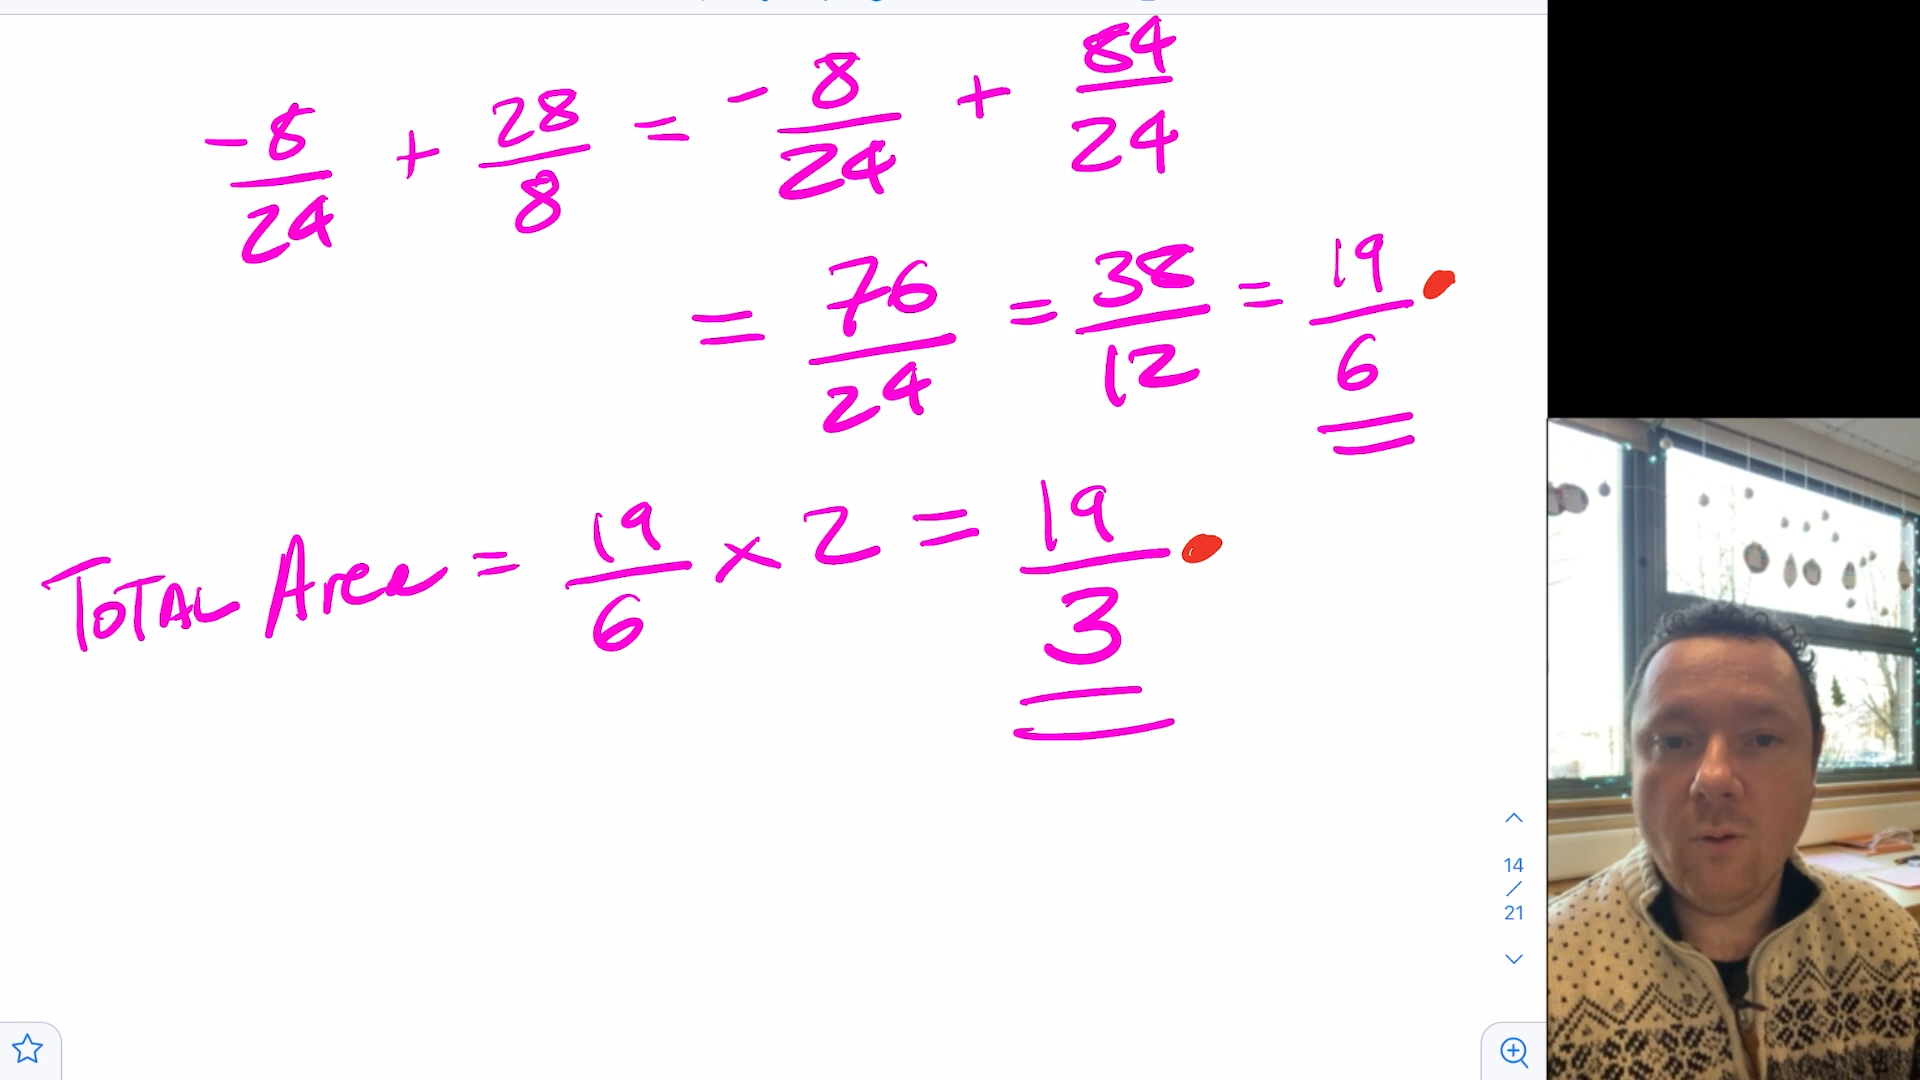 -8/24 + 28/8 = -8/24 + 84/24
= 76/24 = 38/12 = 19/6
TOTAL Area = 19/6 × 2 = 19/3
14
/
21